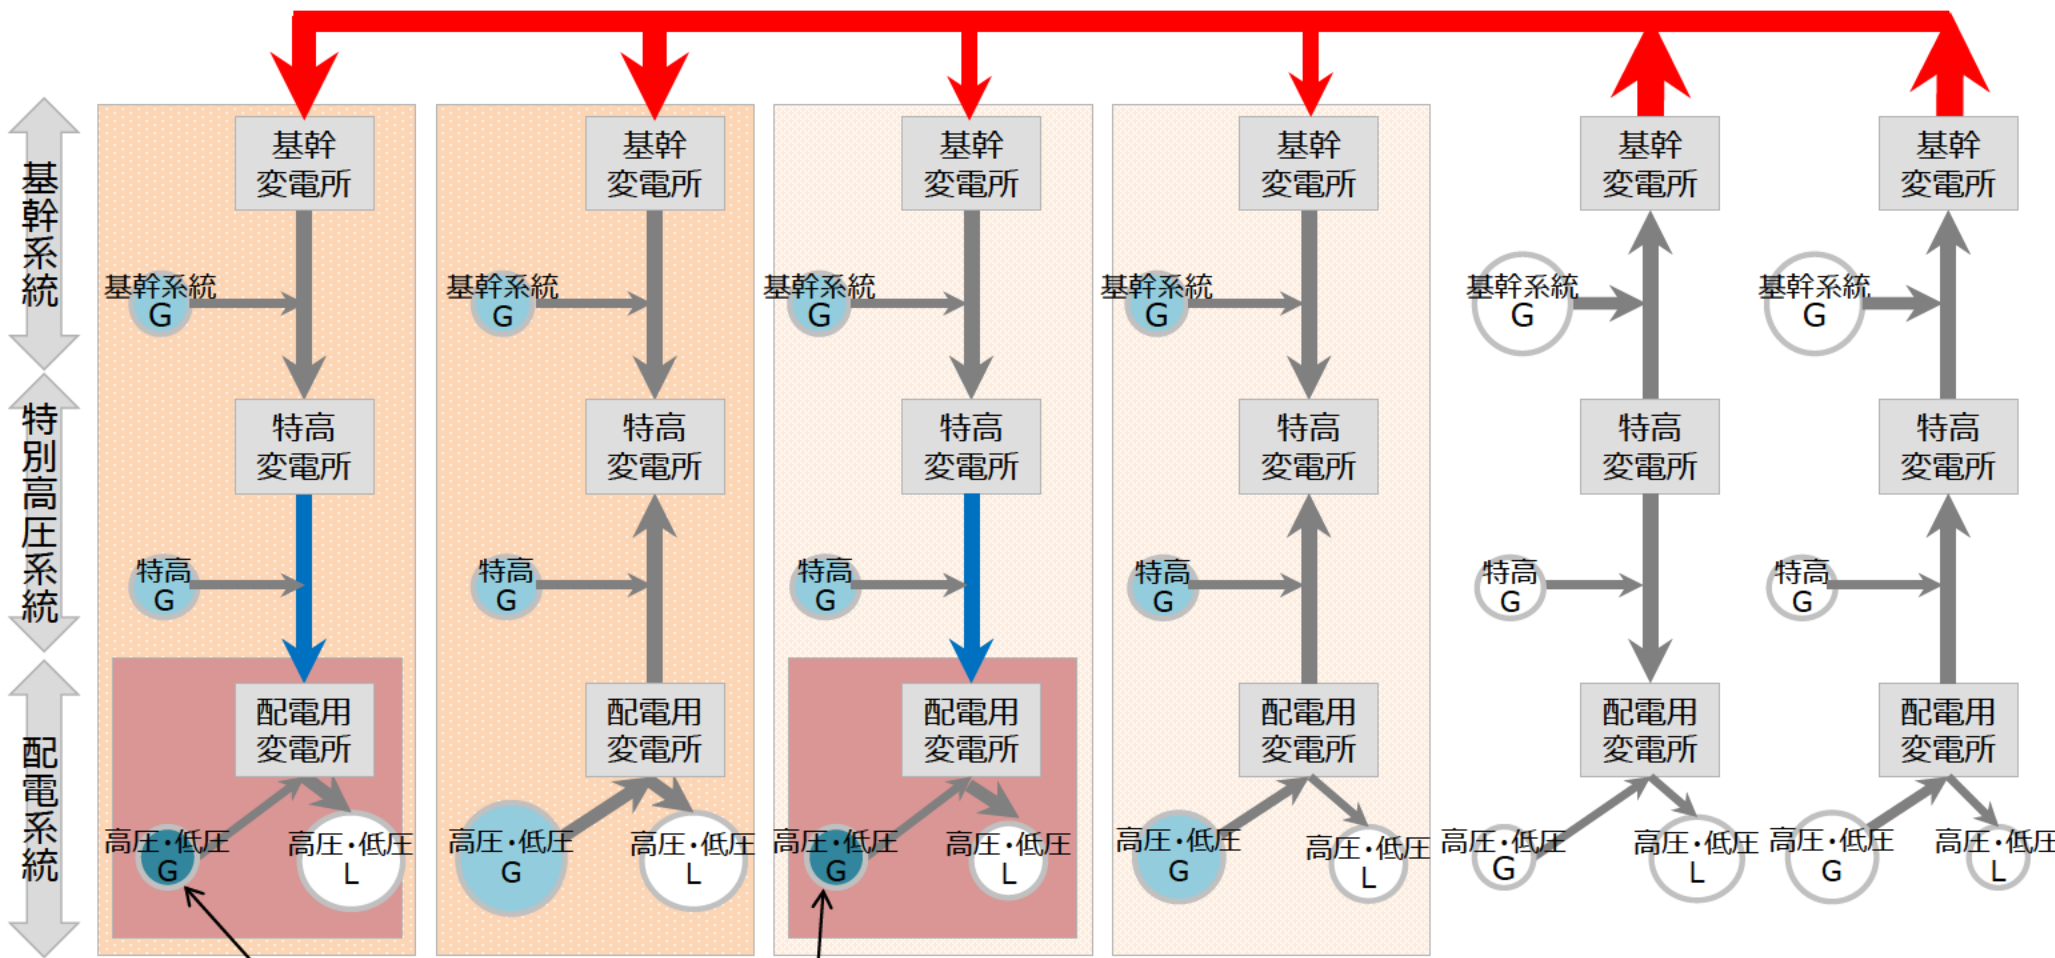 基幹系統
特別高圧系統
配電系統
基幹
変電所
基幹
変電所
基幹
変電所
基幹
変電所
基幹
変電所
基幹
変電所
基幹系統
G
基幹系統
G
基幹系統
G
基幹系統
G
基幹系統
G
基幹系統
G
特高
変電所
特高
変電所
特高
変電所
特高
変電所
特高
変電所
特高
変電所
特高
G
特高
G
特高
G
特高
G
特高
G
特高
G
配電用
変電所
配電用
変電所
配電用
変電所
配電用
変電所
配電用
変電所
配電用
変電所
高圧・低圧
G
高圧・低圧
L
高圧・低圧
G
高圧・低圧
L
高圧・低圧
G
高圧・低圧
L
高圧・低圧
G
高圧・低圧
L
高圧・低圧
G
高圧・低圧
L
高圧・低圧
G
高圧・低圧
L